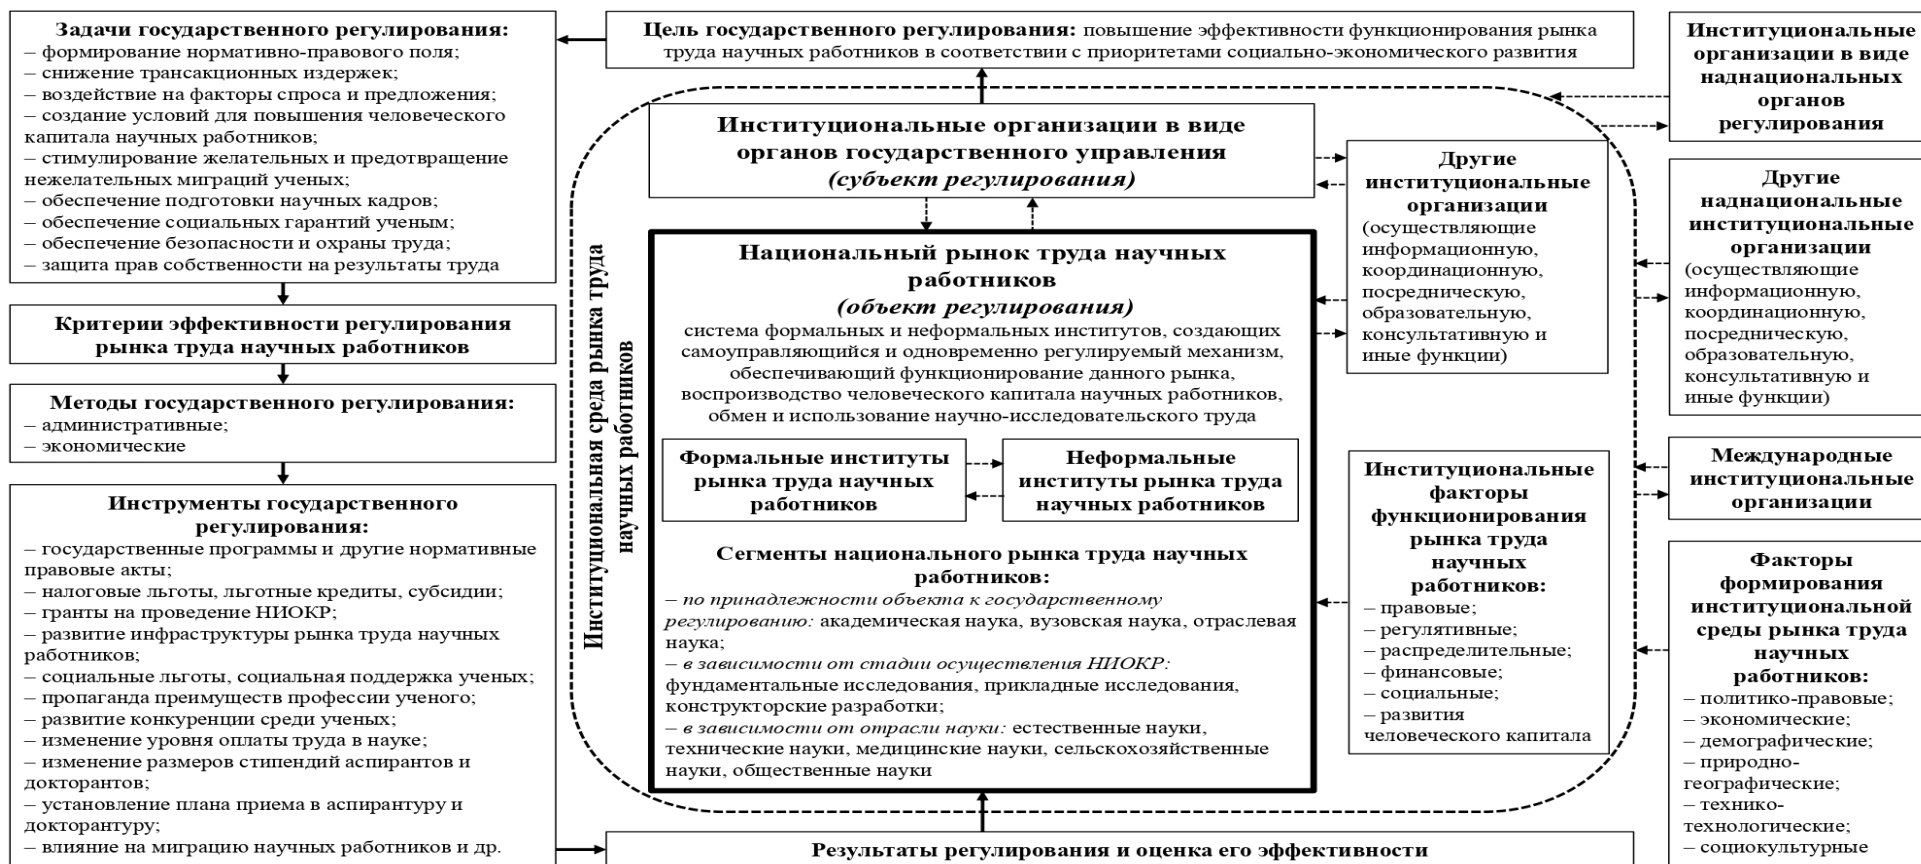 Задачи государственного регулирования:
– формирование нормативно-правового поля;
– снижение трансакционных издержек;
– воздействие на факторы спроса и предложения;
– создание условий для повышения человеческого
капитала научных работников;
– стимулирование желательных и предотвращение
нежелательных миграций ученых;
– обеспечение подготовки научных кадров;
– обеспечение социальных гарантий ученым;
– обеспечение безопасности и охраны труда;
– защита прав собственности на результаты труда
Критерии эффективности регулирования
рынка труда научных работников
Методы государственного регулирования:
– административные;
– экономические
Инструменты государственного
регулирования:
– государственные программы и другие нормативные
правовые акты;
– налоговые льготы, льготные кредиты, субсидии;
– гранты на проведение НИОКР;
– развитие инфраструктуры рынка труда научных
работников;
– социальные льготы, социальная поддержка ученых;
– пропаганда преимуществ профессии ученого;
– развитие конкуренции среди ученых;
– изменение уровня оплаты труда в науке;
– изменение размеров стипендий аспирантов и
докторантов;
– установление плана приема в аспирантуру и
докторантуру;
– влияние на миграцию научных работников и др.
Цель государственного регулирования: повышение эффективности функционирования рынка
труда научных работников в соответствии с приоритетами социально-экономического развития
Институциональная среда рынка труда
научных работников
Институциональные организации в виде
органов государственного управления
(субъект регулирования)
Национальный рынок труда научных
работников
(объект регулирования)
система формальных и неформальных институтов, создающих
самоуправляющийся и одновременно регулируемый механизм,
обеспечивающий функционирование данного рынка,
воспроизводство человеческого капитала научных работников,
обмен и использование научно-исследовательского труда
Формальные институты
рынка труда научных
работников
Неформальные
институты рынка труда
научных работников
Сегменты национального рынка труда научных
работников:
– по принадлежности объекта к государственному
регулированию: академическая наука, вузовская наука, отраслевая
наука;
– в зависимости от стадии осуществления НИОКР:
фундаментальные исследования, прикладные исследования,
конструкторские разработки;
– в зависимости от отрасли науки: естественные науки,
технические науки, медицинские науки, сельскохозяйственные
науки, общественные науки
Другие
институциональные
организации
(осуществляющие
информационную,
координационную,
посредническую,
образовательную,
консультативную и
иные функции)
Институциональные
факторы
функционирования
рынка труда
научных
работников:
– правовые;
– регулятивные;
– распределительные;
– финансовые;
– социальные;
– развития
человеческого капитала
Результаты регулирования и оценка его эффективности
Институциональные
организации в виде
наднациональных
органов
регулирования
Другие
наднациональные
институциональные
организации
(осуществляющие
информационную,
координационную,
посредническую,
образовательную,
консультативную и
иные функции)
Международные
институциональные
организации
Факторы
формирования
институциональной
среды рынка труда
научных
работников:
– политико-правовые;
– экономические;
– демографические;
– природно-
географические;
– технико-
технологические;
– социокультурные